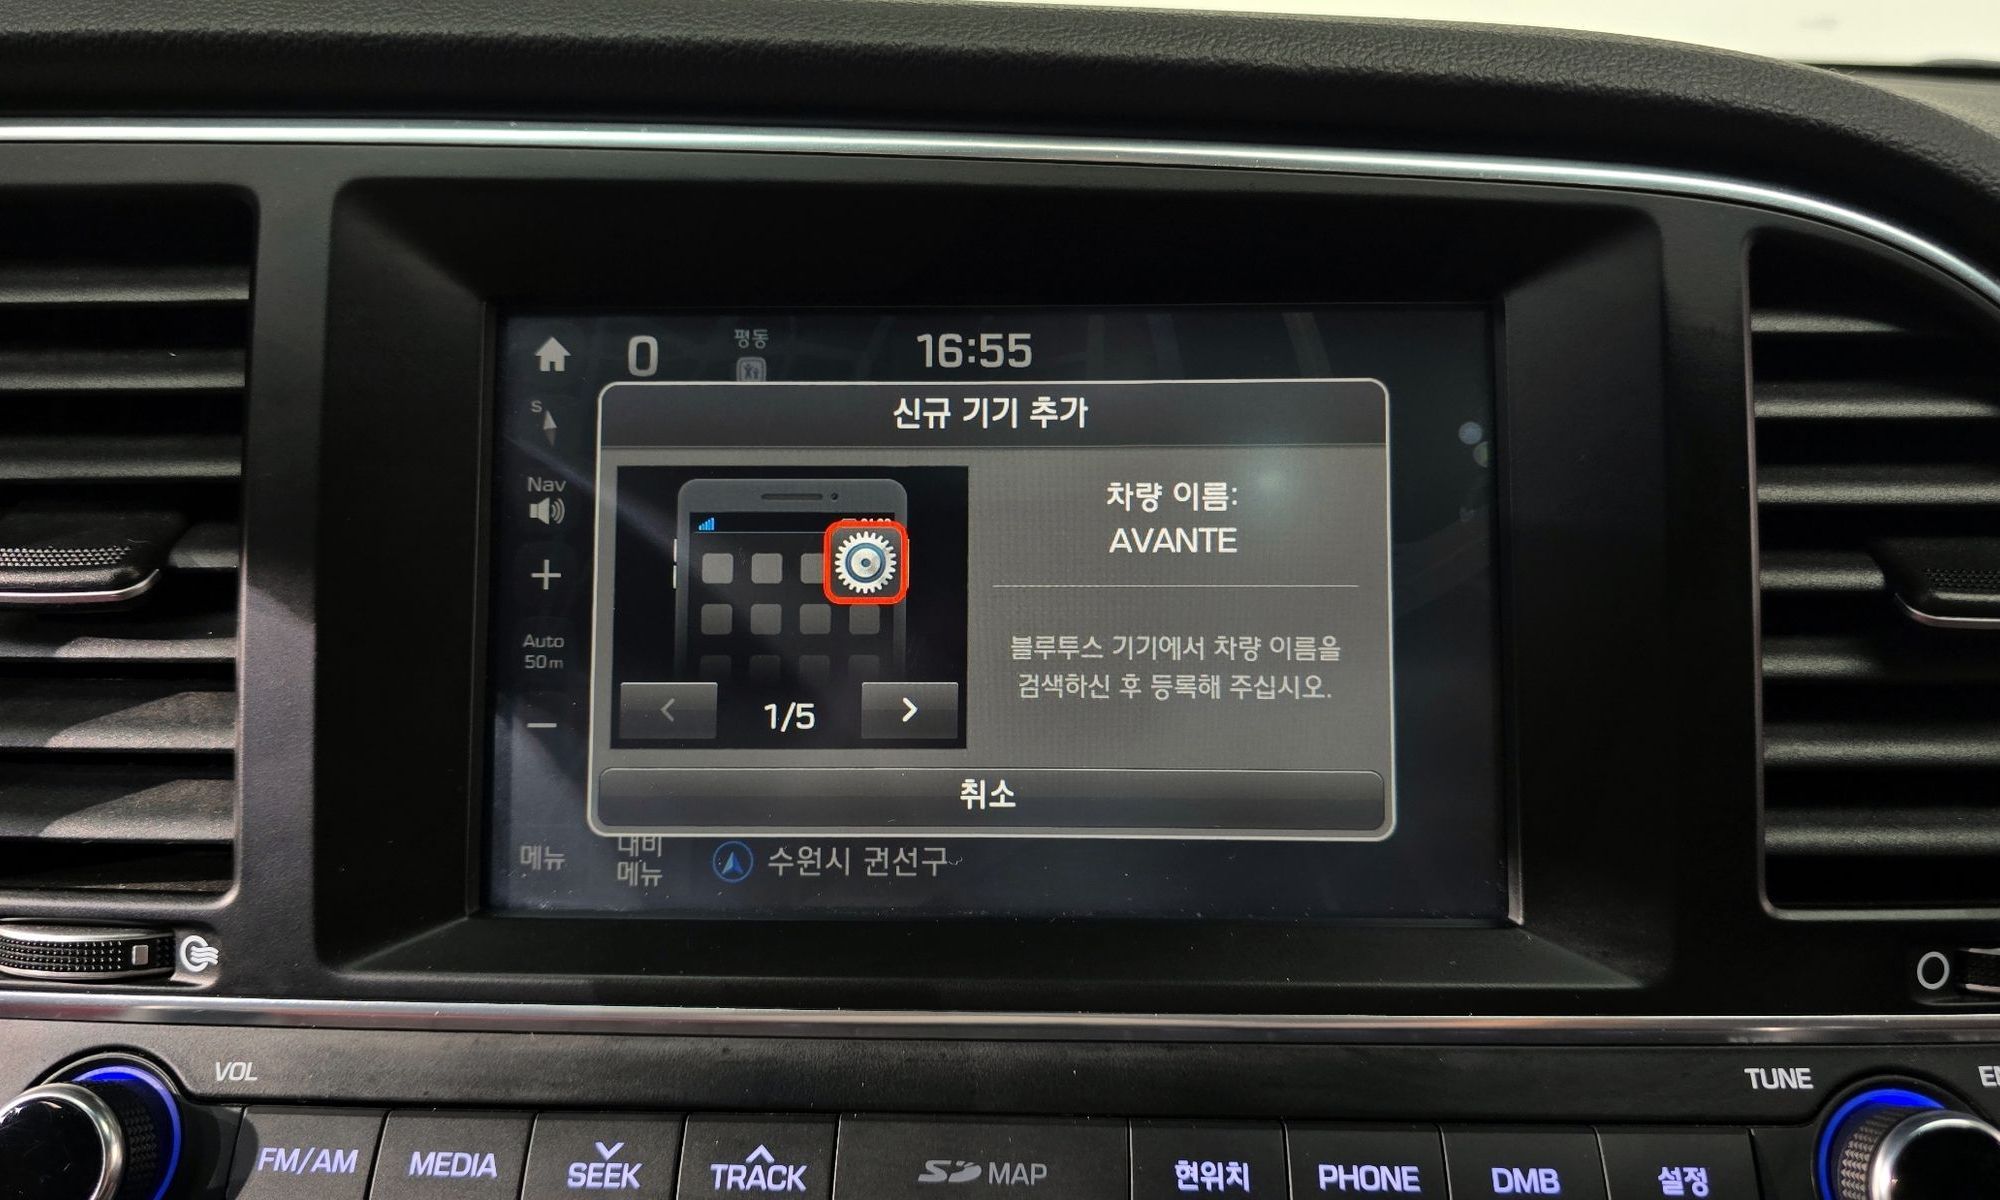 0
평동
16:55
신규 기기 추가
S
Nav
차량 이름:
AVANTE
블루투스 기기에서 차량 이름을
검색하신 후 등록해 주십시오.
Auto
50m
1/5
취소
메뉴
내비
메뉴
수원시 권선구
VOL
TUNE
FM/AM
MEDIA
SEEK
TRACK
SD MAP
현위치
PHONE
DMB
설정